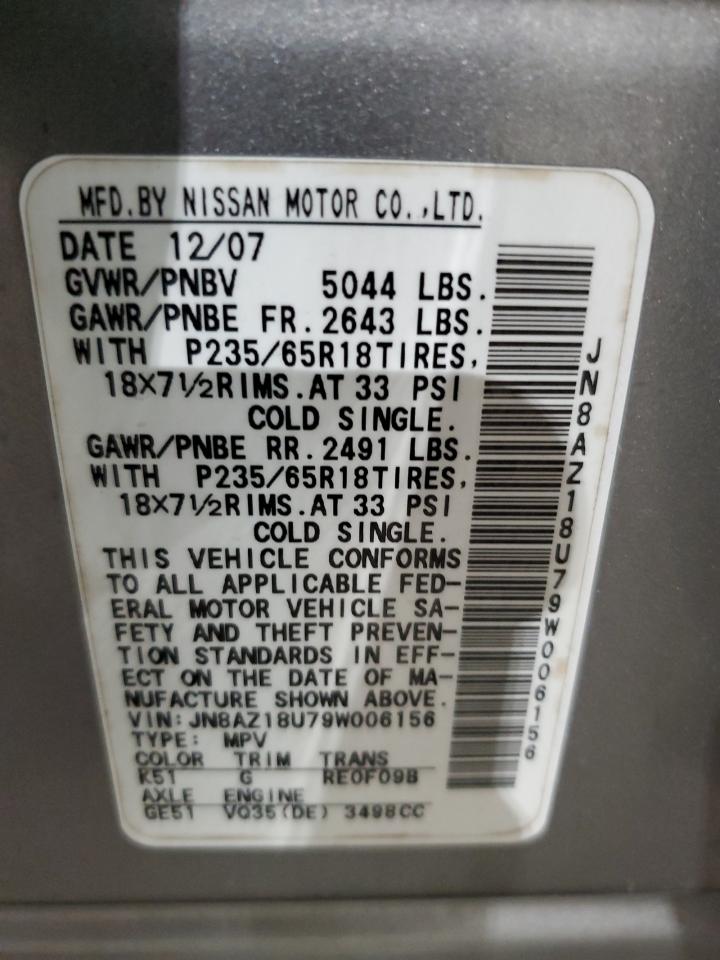 MFD.BY NISSAN MOTOR CO.,LTD.
DATE 12/07
GVWR/PNBV 5044 LBS.
GAWR/PNBE FR.2643 LBS.
WITH P235/65R18TIRES,
18X7½RIMS.AT 33 PSI
COLD SINGLE.
GAWR/PNBE RR.2491 LBS.
WITH P235/65R18TIRES,
18X7½RIMS.AT 33 PSI
COLD SINGLE.
THIS VEHICLE CONFORMS
TO ALL APPLICABLE FED-
ERAL MOTOR VEHICLE SA-
FETY AND THEFT PREVEN-
TION STANDARDS IN EFF-
ECT ON THE DATE OF MA-
NUFACTURE SHOWN ABOVE.
VIN:JN8AZ18U79W006156
TYPE: MPV
COLOR TRIM TRANS
K51 G RE0F09B
AXLE ENGINE
GE51 VQ35(DE) 3498CC
JN8AZ18U79W006156